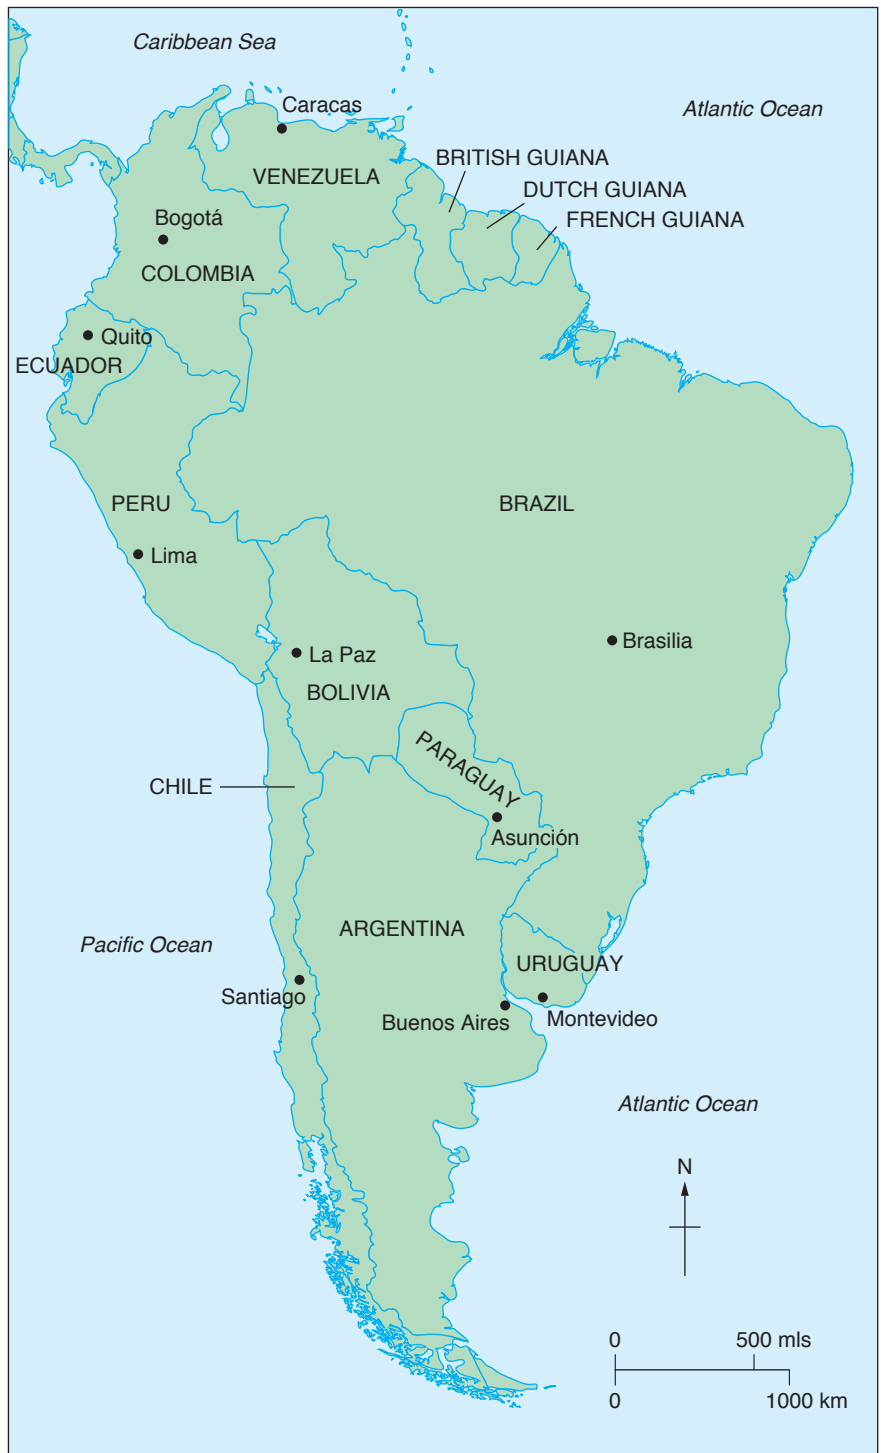 Caribbean Sea
Caracas
Atlantic Ocean
BRITISH GUIANA
VENEZUELA
DUTCH GUIANA
Bogotá
FRENCH GUIANA
COLOMBIA
Quito
ECUADOR
PERU
BRAZIL
Lima
Brasilia
La Paz
BOLIVIA
PARAGUAY
CHILE
Asunción
ARGENTINA
Pacific Ocean
URUGUAY
Santiago
Buenos Aires
Montevideo
Atlantic Ocean
N
0 500 mls
0 1000 km